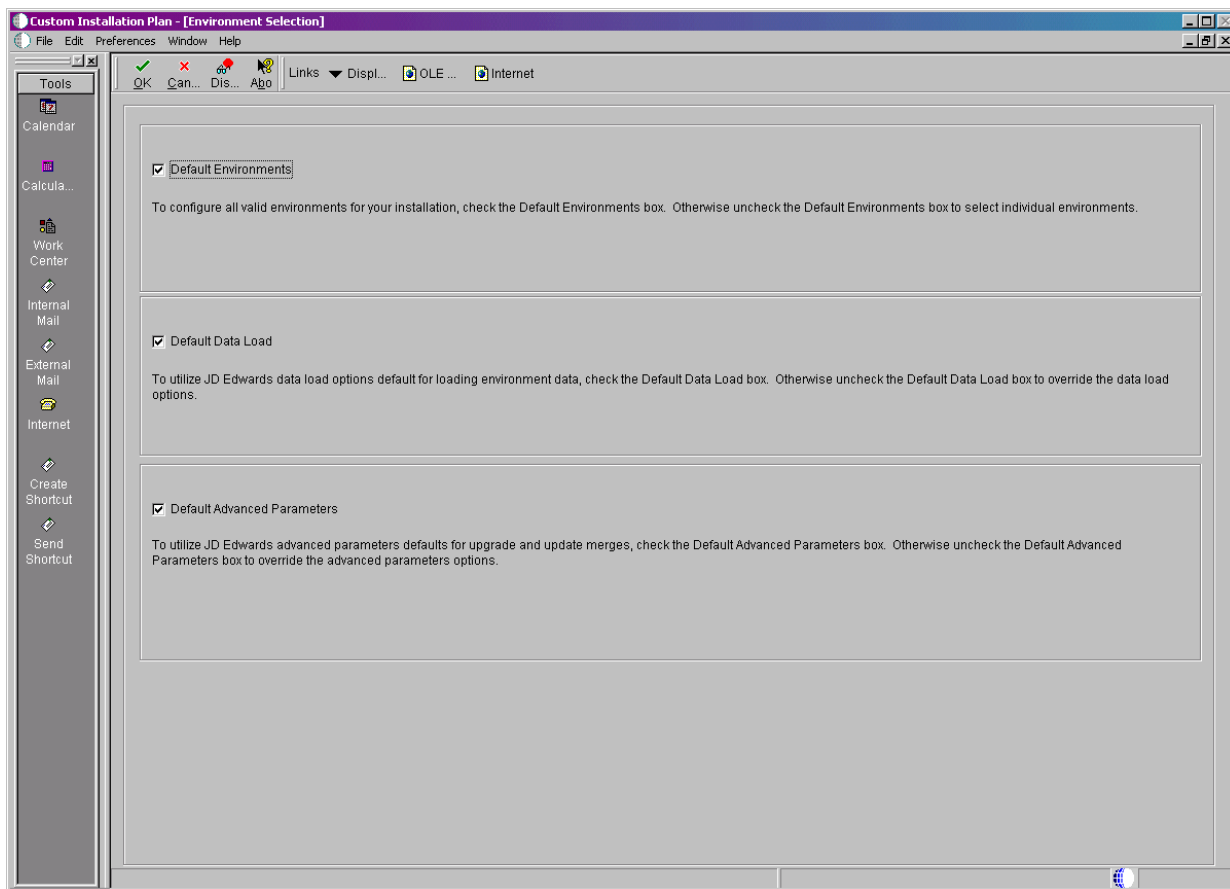 Custom Installation Plan - [Environment Selection]
File Edit Preferences Window Help
Tools
OK Can... Dis... Abo Links Displ... OLE ... Internet
Calendar
Calcula...
Work
Center
Internal
Mail
External
Mail
Internet
Create
Shortcut
Send
Shortcut
Default Environments
To configure all valid environments for your installation, check the Default Environments box. Otherwise uncheck the Default Environments box to select individual environments.
Default Data Load
To utilize JD Edwards data load options default for loading environment data, check the Default Data Load box. Otherwise uncheck the Default Data Load box to override the data load
options.
Default Advanced Parameters
To utilize JD Edwards advanced parameters defaults for upgrade and update merges, check the Default Advanced Parameters box. Otherwise uncheck the Default Advanced
Parameters box to override the advanced parameters options.